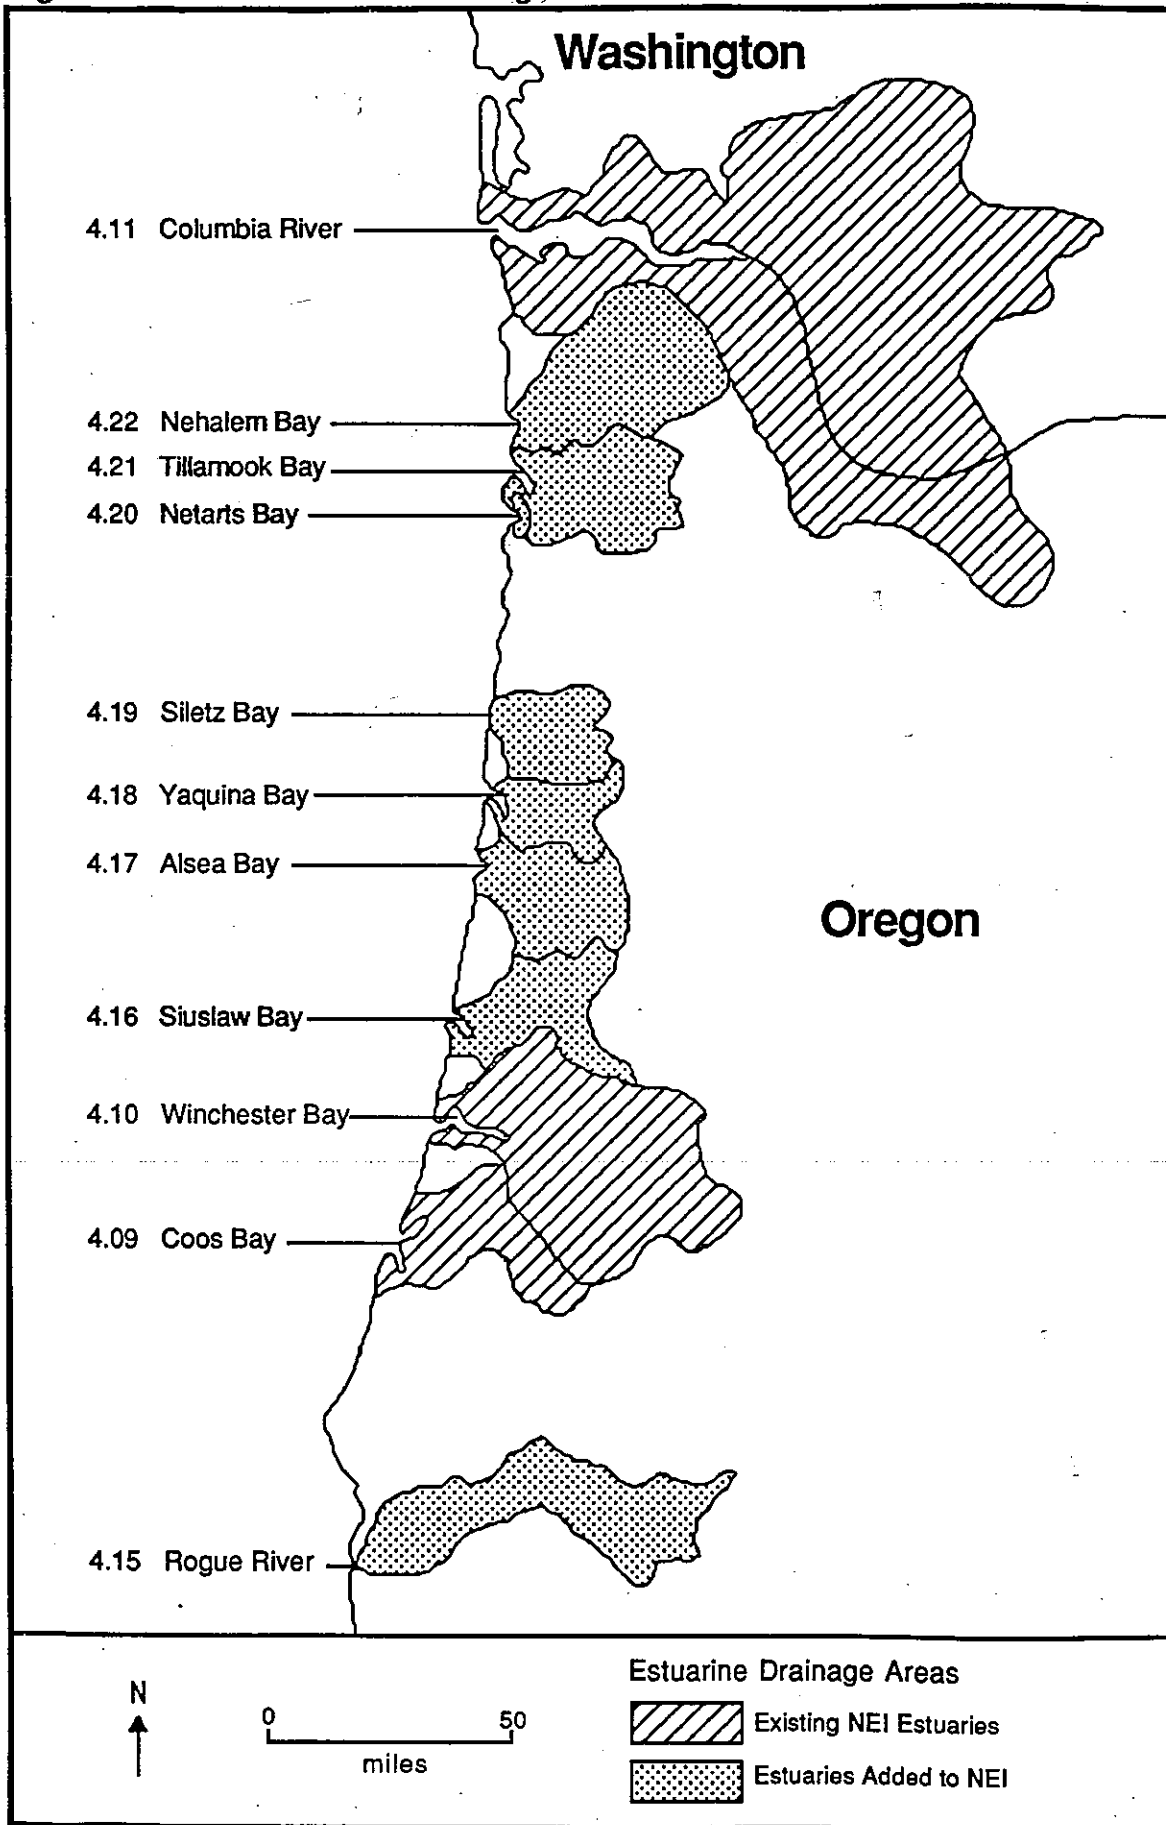 Washington
4.11 Columbia River
4.22 Nehalem Bay
4.21 Tillamook Bay
4.20 Netarts Bay
4.19 Siletz Bay
4.18 Yaquina Bay
4.17 Alsea Bay
Oregon
4.16 Siuslaw Bay
4.10 Winchester Bay
4.09 Coos Bay
4.15 Rogue River
Estuarine Drainage Areas
N
0 50
miles
Existing NEI Estuaries
Estuaries Added to NEI